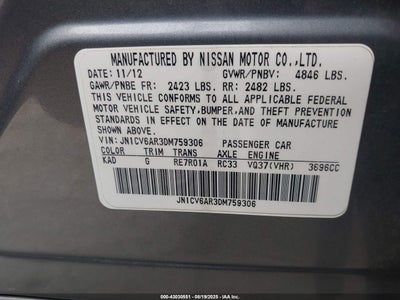 MANUFACTURED BY NISSAN MOTOR CO.,LTD.
DATE: 11/12 GVWR/PNBV: 4846 LBS.
GAWR/PNBE FR: 2423 LBS. RR: 2482 LBS.
THIS VEHICLE CONFORMS TO ALL APPLICABLE FEDERAL
MOTOR VEHICLE SAFETY,BUMPER,AND THEFT PREVENTION
STANDARDS IN EFFECT ON THE DATE OF MANUFACTURE
SHOWN ABOVE.
VIN: JN1CV6AR3DM759306 PASSENGER CAR
COLOR TRIM TRANS AXLE ENGINE
KAD G RE7R01A RC33 VQ37(VHR) 3696CC
JN1CV6AR3DM759306
000-43030551 - 08/19/2025 - IAAI.COM